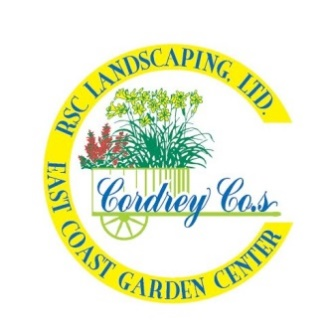 RSC LANDSCAPING, LTD.
Cordrey Co.s
EAST COAST GARDEN CENTER